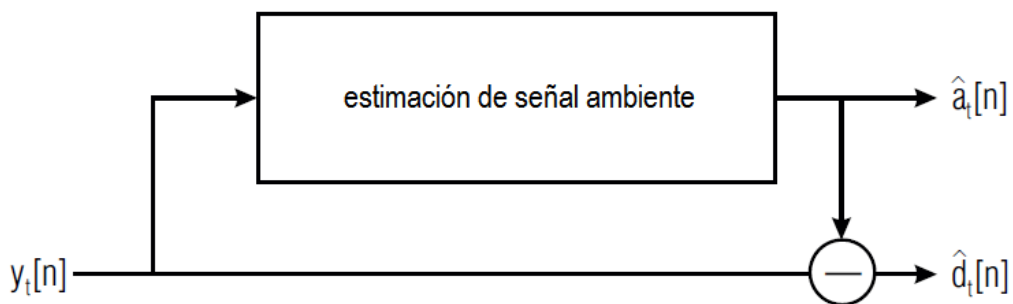 estimación de señal ambiente
âₜ[n]
yₜ[n]
d̂ₜ[n]